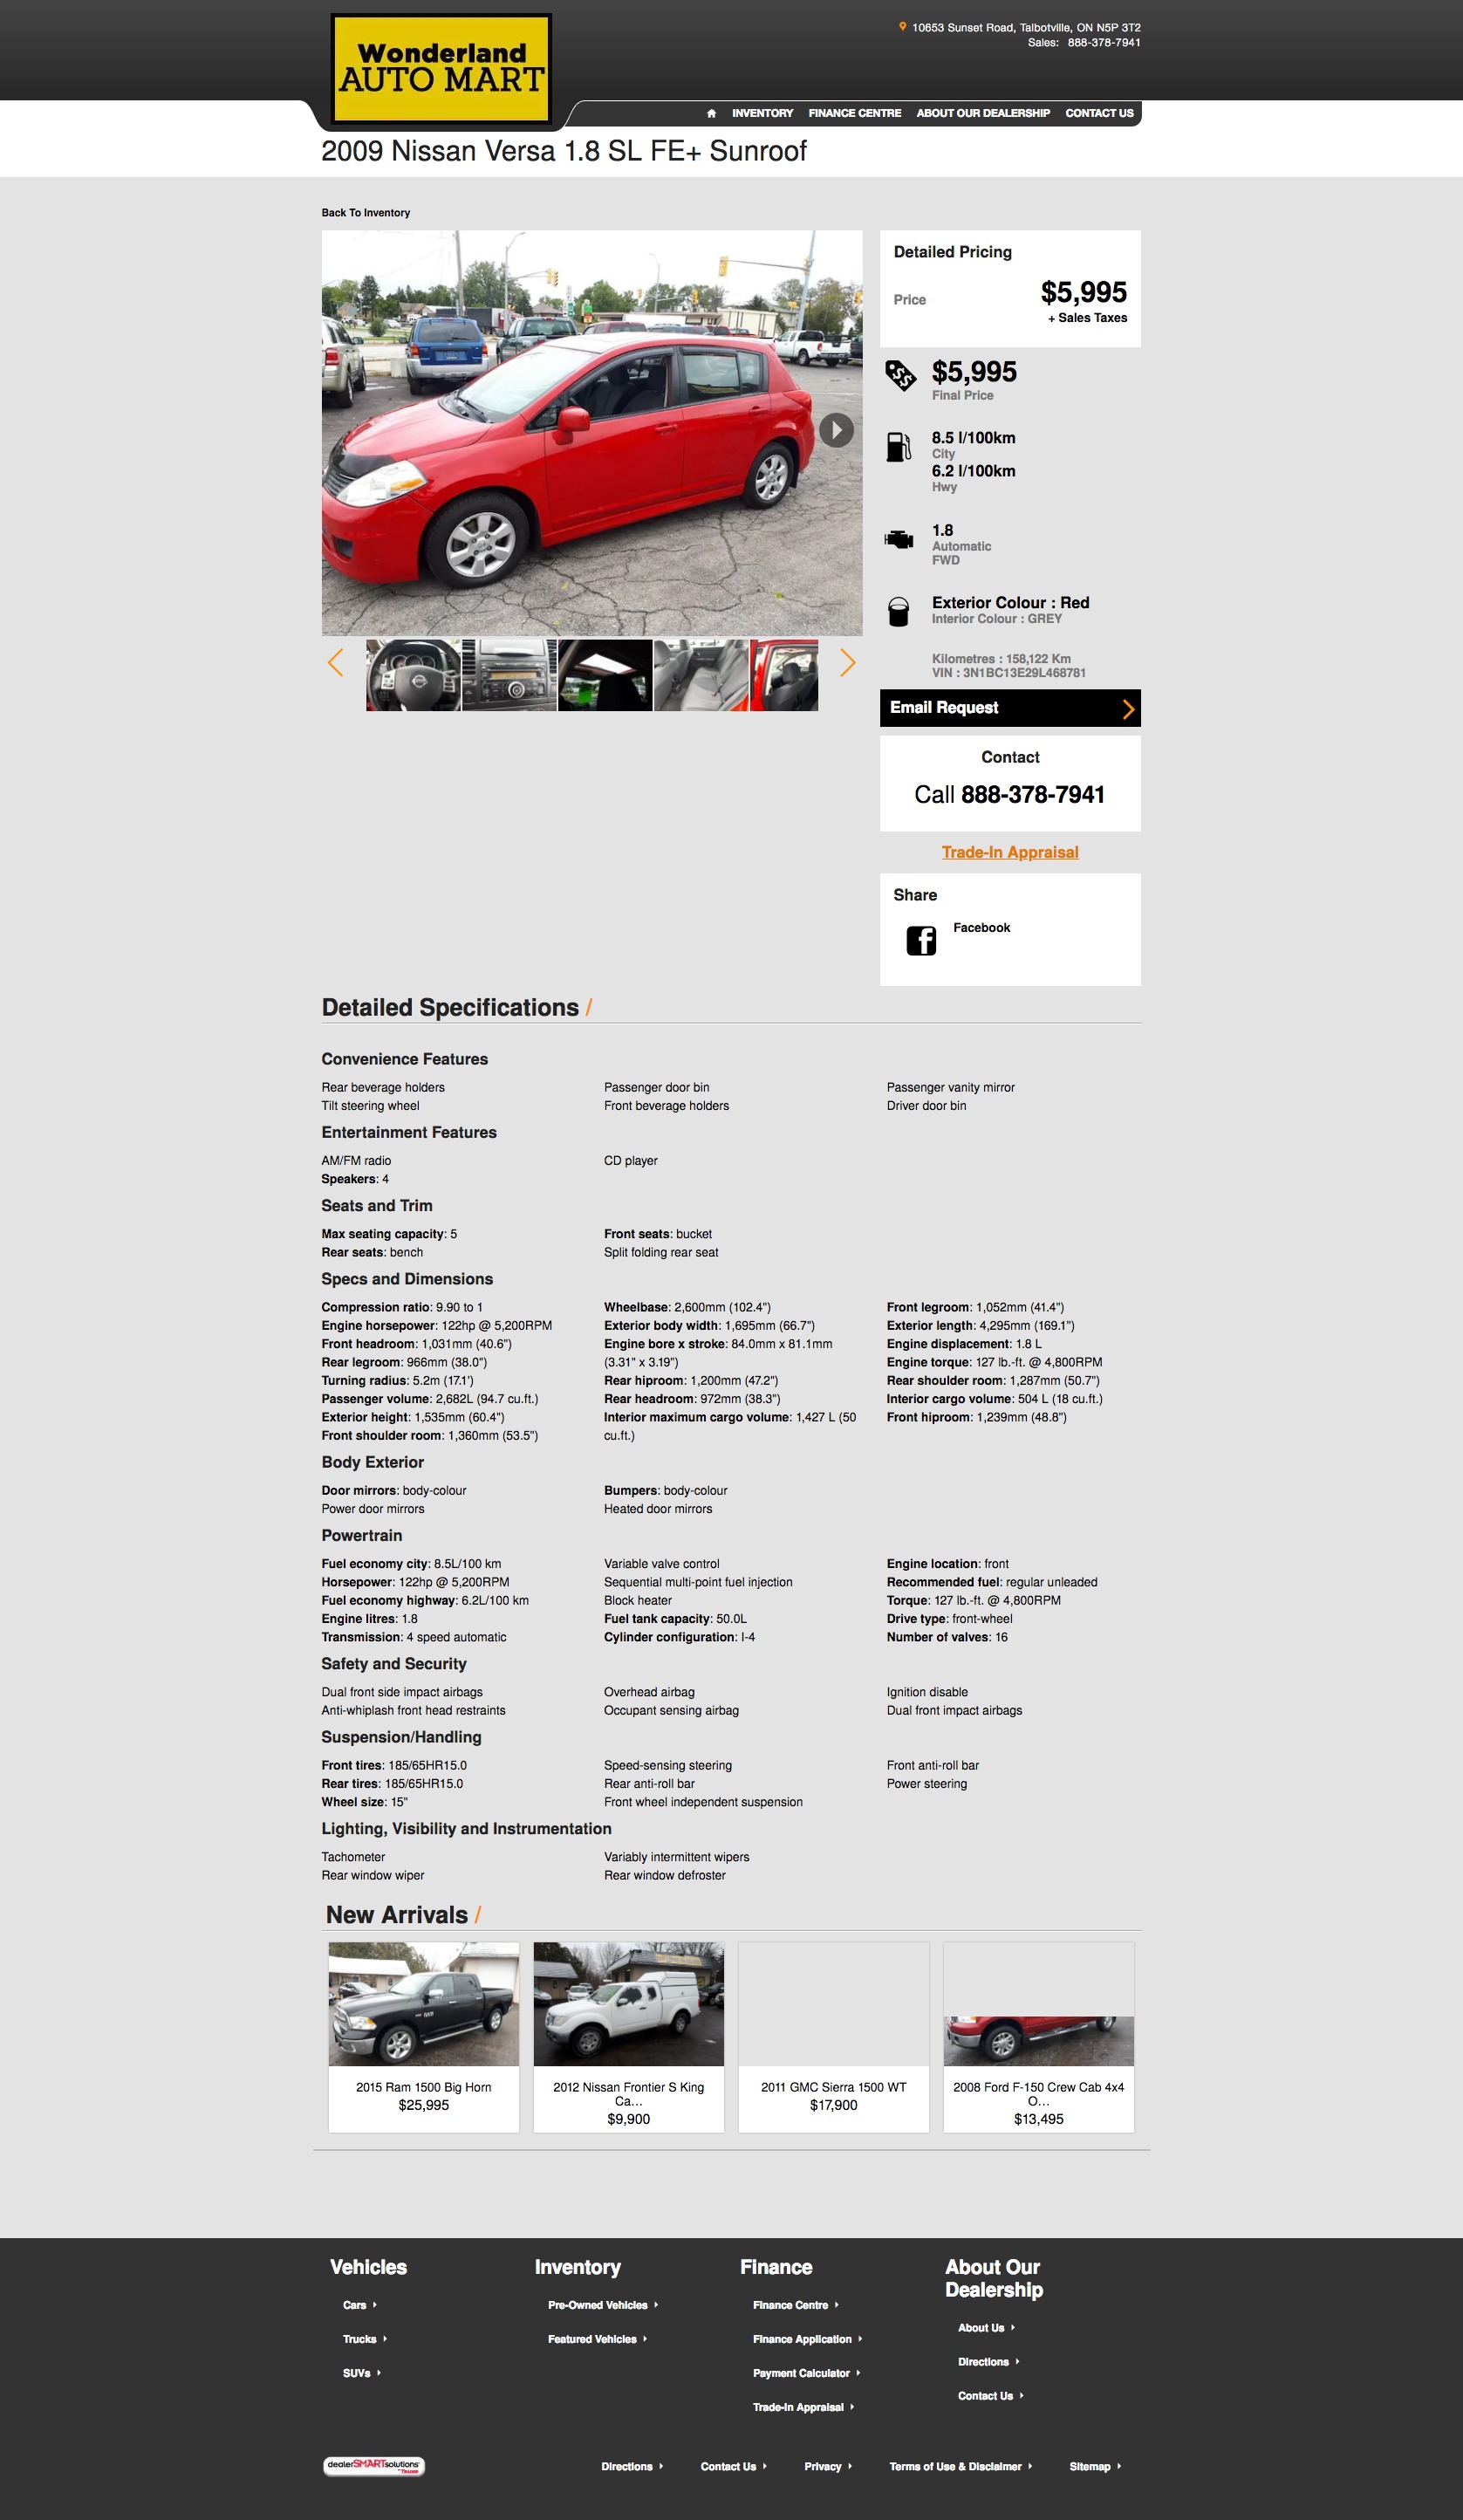 Wonderland
AUTO MART
10653 Sunset Road, Talbotville, ON N5P 3T2
Sales: 888-378-7941
INVENTORY FINANCE CENTRE ABOUT OUR DEALERSHIP CONTACT US
2009 Nissan Versa 1.8 SL FE+ Sunroof
Back To Inventory
Detailed Pricing
Price $5,995
+ Sales Taxes
$5,995
Final Price
8.5 l/100km
City
6.2 l/100km
Hwy
1.8
Automatic
FWD
Exterior Colour : Red
Interior Colour : GREY
Kilometres : 158,122 Km
VIN : 3N1BC13E29L468781
Email Request
Contact
Call 888-378-7941
Trade-In Appraisal
Share
Facebook
Detailed Specifications /
Convenience Features
Rear beverage holders Passenger door bin Passenger vanity mirror
Tilt steering wheel Front beverage holders Driver door bin
Entertainment Features
AM/FM radio CD player
Speakers: 4
Seats and Trim
Max seating capacity: 5 Front seats: bucket
Rear seats: bench Split folding rear seat
Specs and Dimensions
Compression ratio: 9.90 to 1 Wheelbase: 2,600mm (102.4") Front legroom: 1,052mm (41.4")
Engine horsepower: 122hp @ 5,200RPM Exterior body width: 1,695mm (66.7") Exterior length: 4,295mm (169.1")
Front headroom: 1,031mm (40.6") Engine bore x stroke: 84.0mm x 81.1mm Engine displacement: 1.8 L
Rear legroom: 966mm (38.0") (3.31" x 3.19") Engine torque: 127 lb.-ft. @ 4,800RPM
Turning radius: 5.2m (17.1') Rear hiproom: 1,200mm (47.2") Rear shoulder room: 1,287mm (50.7")
Passenger volume: 2,682L (94.7 cu.ft.) Rear headroom: 972mm (38.3") Interior cargo volume: 504 L (18 cu.ft.)
Exterior height: 1,535mm (60.4") Interior maximum cargo volume: 1,427 L (50 Front hiproom: 1,239mm (48.8")
Front shoulder room: 1,360mm (53.5") cu.ft.)
Body Exterior
Door mirrors: body-colour Bumpers: body-colour
Power door mirrors Heated door mirrors
Powertrain
Fuel economy city: 8.5L/100 km Variable valve control Engine location: front
Horsepower: 122hp @ 5,200RPM Sequential multi-point fuel injection Recommended fuel: regular unleaded
Fuel economy highway: 6.2L/100 km Block heater Torque: 127 lb.-ft. @ 4,800RPM
Engine litres: 1.8 Fuel tank capacity: 50.0L Drive type: front-wheel
Transmission: 4 speed automatic Cylinder configuration: I-4 Number of valves: 16
Safety and Security
Dual front side impact airbags Overhead airbag Ignition disable
Anti-whiplash front head restraints Occupant sensing airbag Dual front impact airbags
Suspension/Handling
Front tires: 185/65HR15.0 Speed-sensing steering Front anti-roll bar
Rear tires: 185/65HR15.0 Rear anti-roll bar Power steering
Wheel size: 15" Front wheel independent suspension
Lighting, Visibility and Instrumentation
Tachometer Variably intermittent wipers
Rear window wiper Rear window defroster
New Arrivals /
2015 Ram 1500 Big Horn
$25,995
2012 Nissan Frontier S King
Ca…
$9,900
2011 GMC Sierra 1500 WT
$17,900
2008 Ford F-150 Crew Cab 4x4
O…
$13,495
Vehicles
Cars
Trucks
SUVs
Inventory
Pre-Owned Vehicles
Featured Vehicles
Finance
Finance Centre
Finance Application
Payment Calculator
Trade-In Appraisal
About Our
Dealership
About Us
Directions
Contact Us
dealerSMARTsolutions
Directions Contact Us Privacy Terms of Use & Disclaimer Sitemap